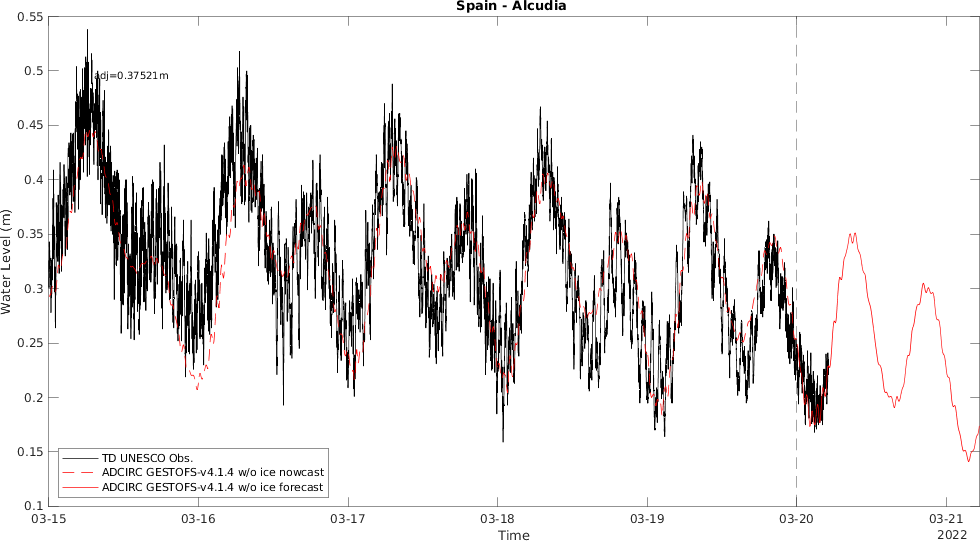 Spain - Alcudia
0.55
0.5
0.45
0.4
0.35
0.3
0.25
0.2
0.15
0.1
Water Level (m)
adj=0.37521m
TD UNESCO Obs.
ADCIRC GESTOFS-v4.1.4 w/o ice nowcast
ADCIRC GESTOFS-v4.1.4 w/o ice forecast
03-15 03-16 03-17 03-18 03-19 03-20 03-21
Time
2022